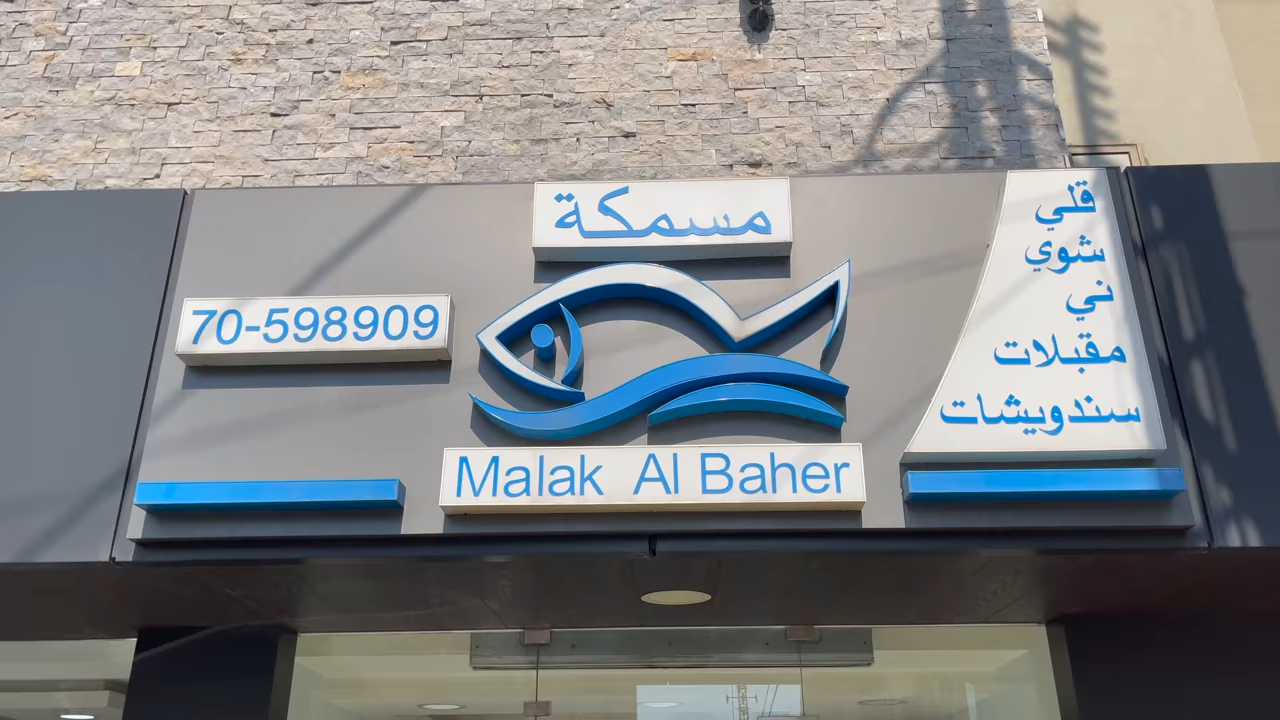 مسمكة
70-598909
Malak Al Baher
قلي
شوي
ني
مقبلات
سندويشات